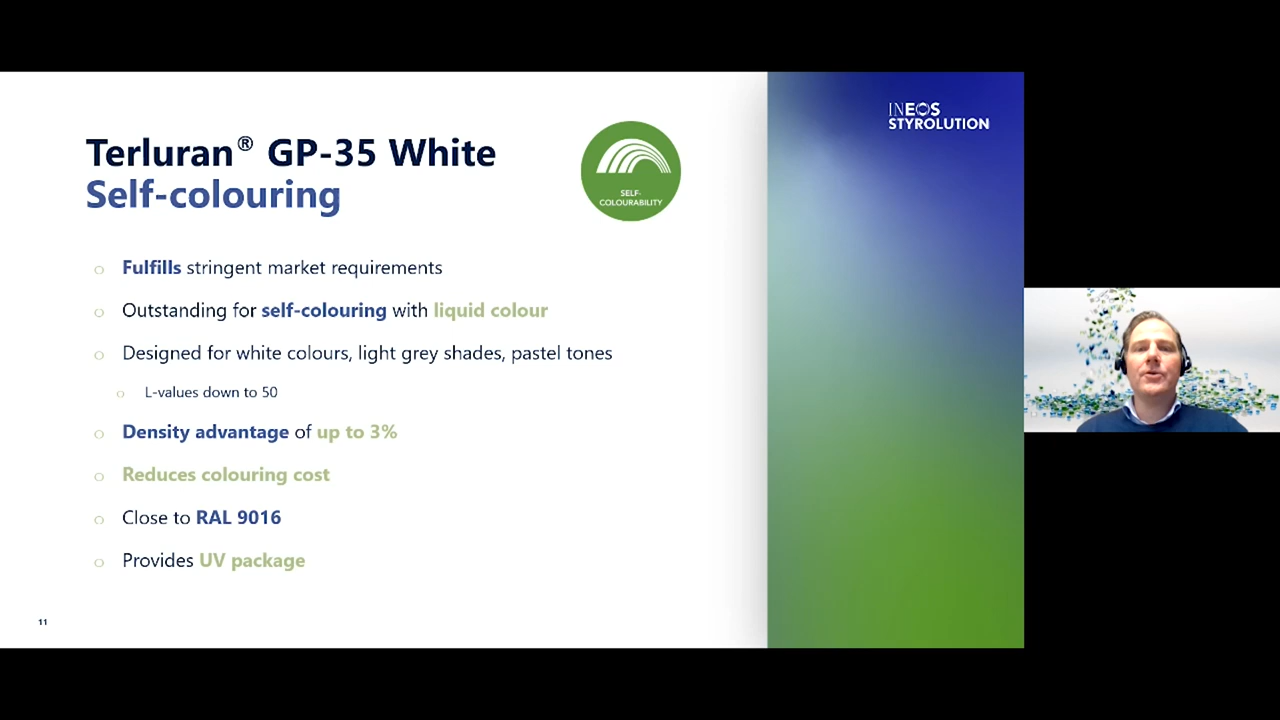 INEOS
STYROLUTION
Terluran® GP-35 White
Self-colouring
SELF-
COLOURABILITY
o Fulfills stringent market requirements
o Outstanding for self-colouring with liquid colour
o Designed for white colours, light grey shades, pastel tones
o L-values down to 50
o Density advantage of up to 3%
o Reduces colouring cost
o Close to RAL 9016
o Provides UV package
11